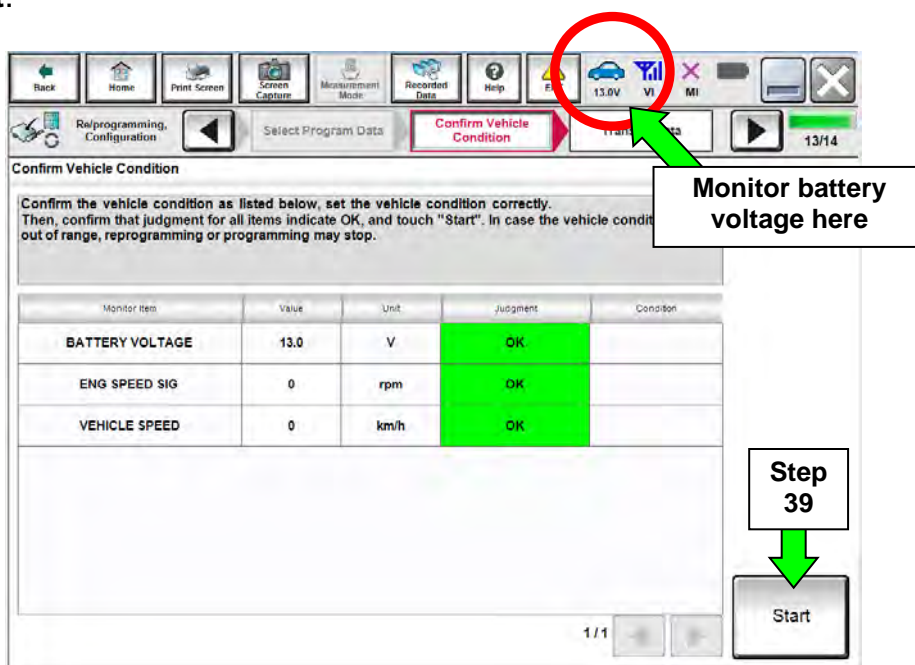 Back Home Print Screen Screen Capture Measurement Mode Recorded Data Help 13.0V VI MI
Re/programming, Configuration Select Program Data Confirm Vehicle Condition 13/14
Confirm Vehicle Condition
Monitor battery voltage here
Confirm the vehicle condition as listed below, set the vehicle condition correctly.
Then, confirm that judgment for all items indicate OK, and touch "Start". In case the vehicle condit
out of range, reprogramming or programming may stop.
Monitor Item Value Unit Judgment Condition
BATTERY VOLTAGE 13.0 V OK
ENG SPEED SIG 0 rpm OK
VEHICLE SPEED 0 km/h OK
Step 39
Start
1/1